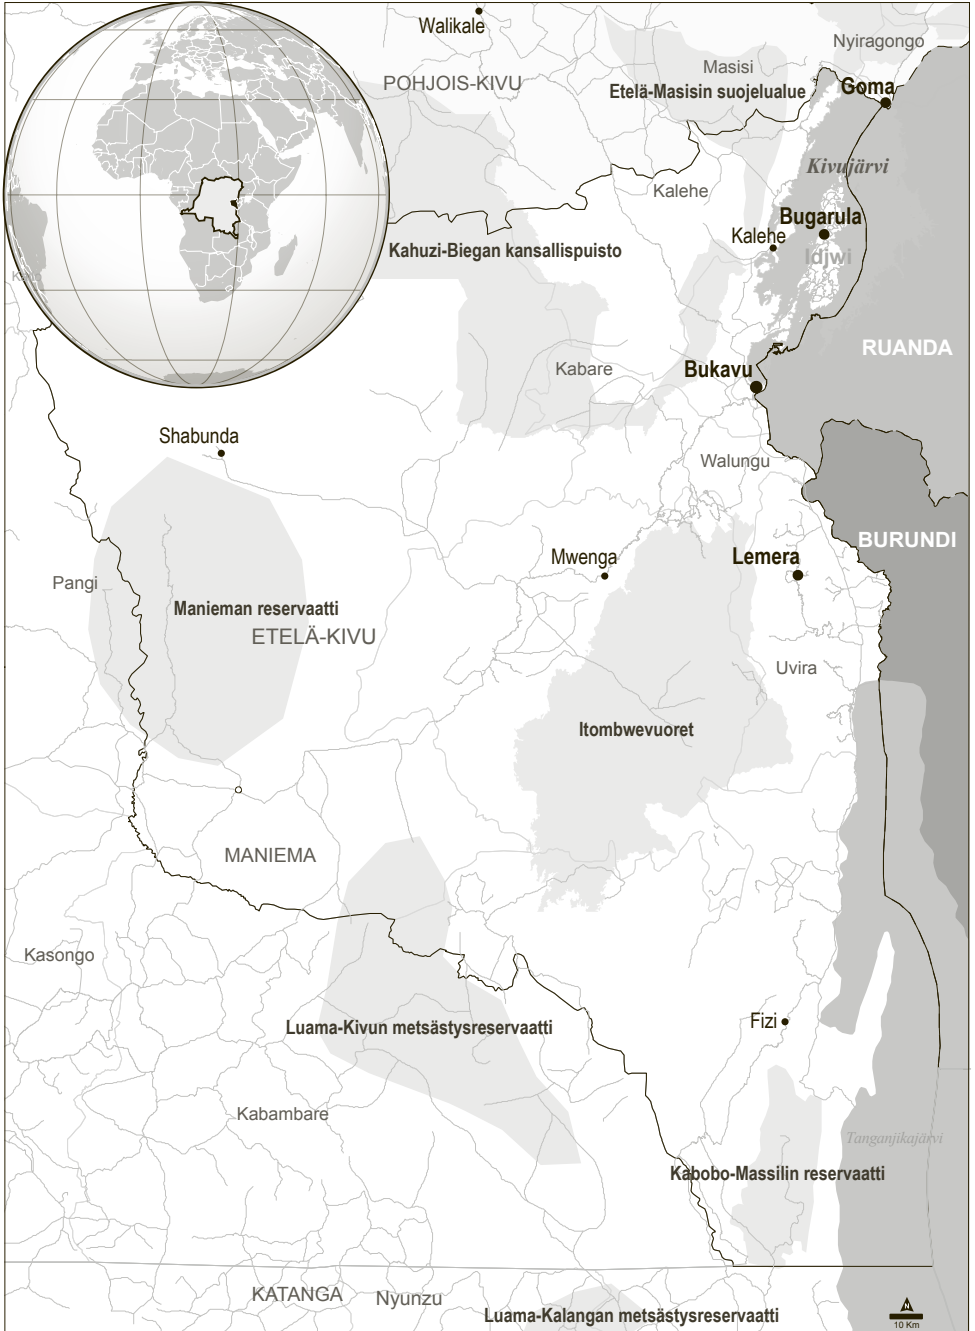 Walikale
Nyiragongo
POHJOIS-KIVU
Masisi
Etelä-Masisin suojelualue
Goma
Kivujärvi
Kalehe
Bugarula
Kalehe
Idjwi
Kahuzi-Biegan kansallispuisto
RUANDA
Kabare
Bukavu
Shabunda
Walungu
BURUNDI
Mwenga
Lemera
Pangi
Manieman reservaatti
ETELÄ-KIVU
Uvira
Itombwevuoret
MANIEMA
Kasongo
Fizi
Luama-Kivun metsästysreservaatti
Kabambare
Tanganjikajärvi
Kabobo-Massilin reservaatti
KATANGA
Nyunzu
Luama-Kalangan metsästysreservaatti
N
10 Km